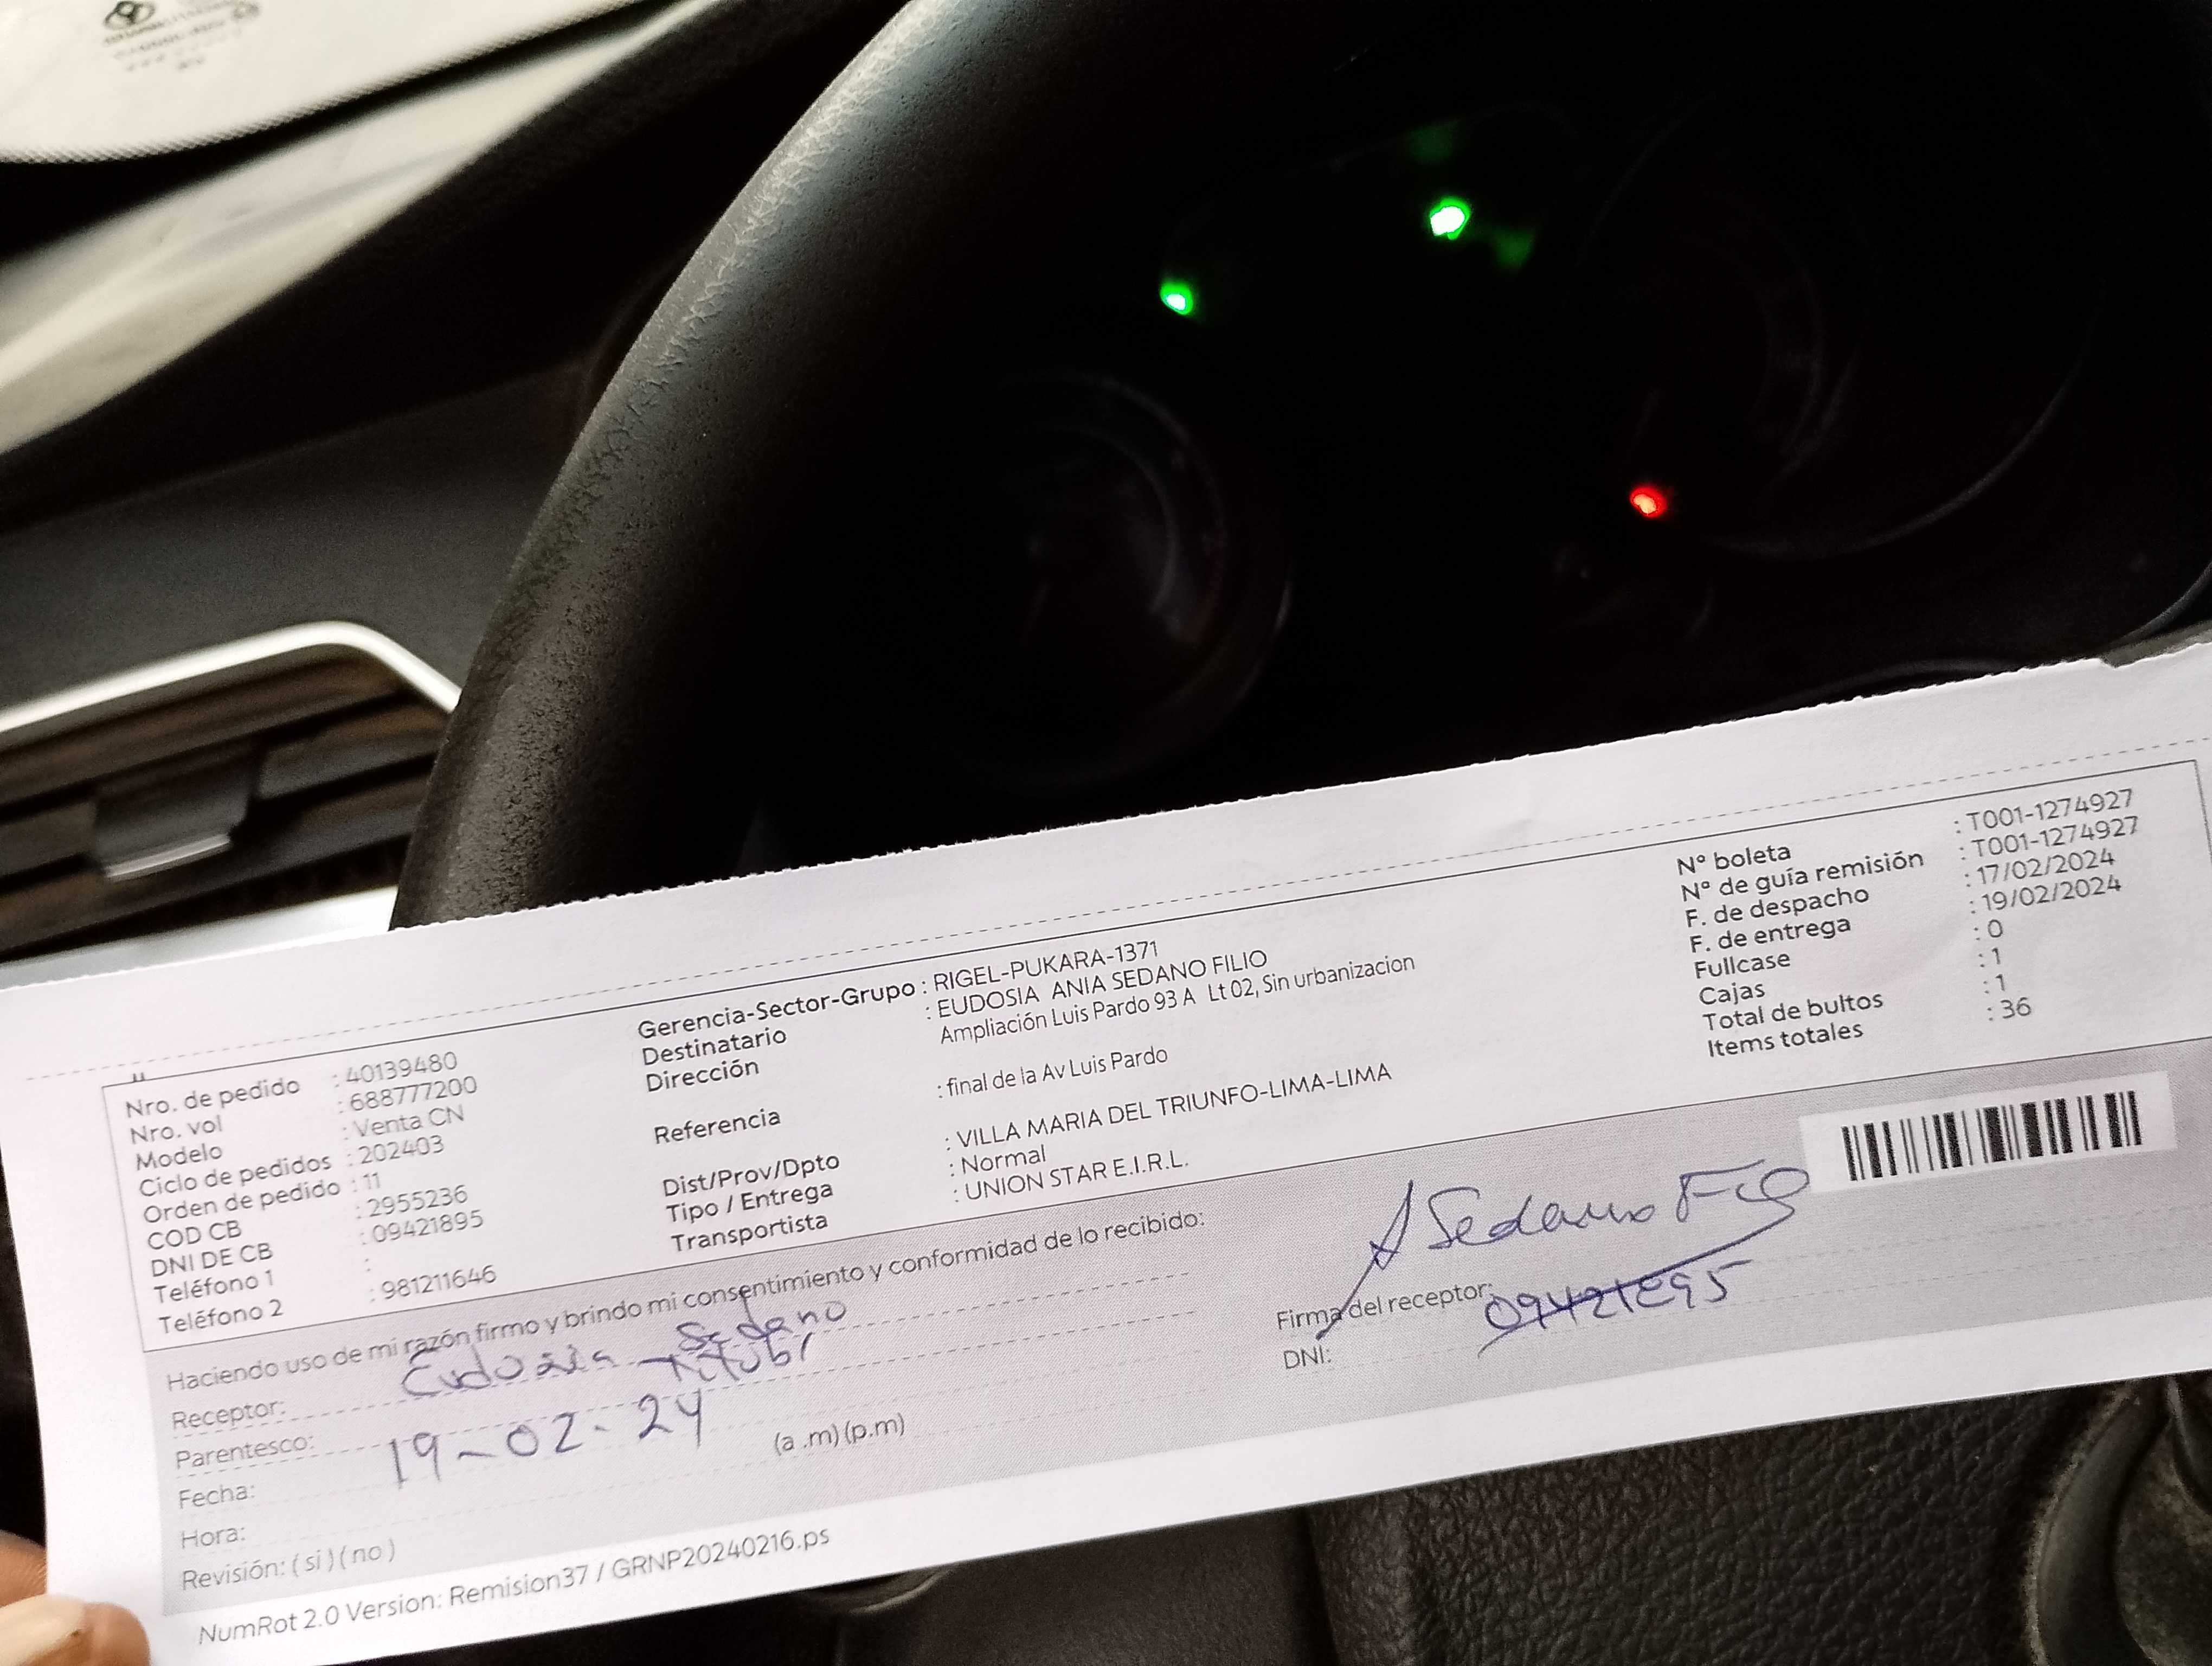 Nro. de pedido : 40139480
Nro. vol : 688777200
Modelo : Venta CN
Ciclo de pedidos : 202403
Orden de pedido : 11
COD CB : 2955236
DNI DE CB : 09421895
Teléfono 1 :
Teléfono 2 : 981211646
Gerencia-Sector-Grupo : RIGEL-PUKARA-1371
Destinatario : EUDOSIA ANIA SEDANO FILIO
Dirección Ampliación Luis Pardo 93 A Lt 02, Sin urbanizacion
Referencia : final de la Av Luis Pardo
Dist/Prov/Dpto : VILLA MARIA DEL TRIUNFO-LIMA-LIMA
Tipo / Entrega : Normal
Transportista : UNION STAR E.I.R.L.
N° boleta : T001-1274927
N° de guía remisión : T001-1274927
F. de despacho : 17/02/2024
F. de entrega : 19/02/2024
Fullcase : 0
Cajas : 1
Total de bultos : 1
Items totales : 36
Haciendo uso de mi razón firmo y brindo mi consentimiento y conformidad de lo recibido:
Receptor: Eudosia Sedano
Parentesco:
Fecha: 19-02-24
Hora: (a .m) (p.m)
Revisión: ( si ) ( no )
Firma del receptor: A Sedano
DNI: 09421895
NumRot 2.0 Version: Remision37 / GRNP20240216.ps